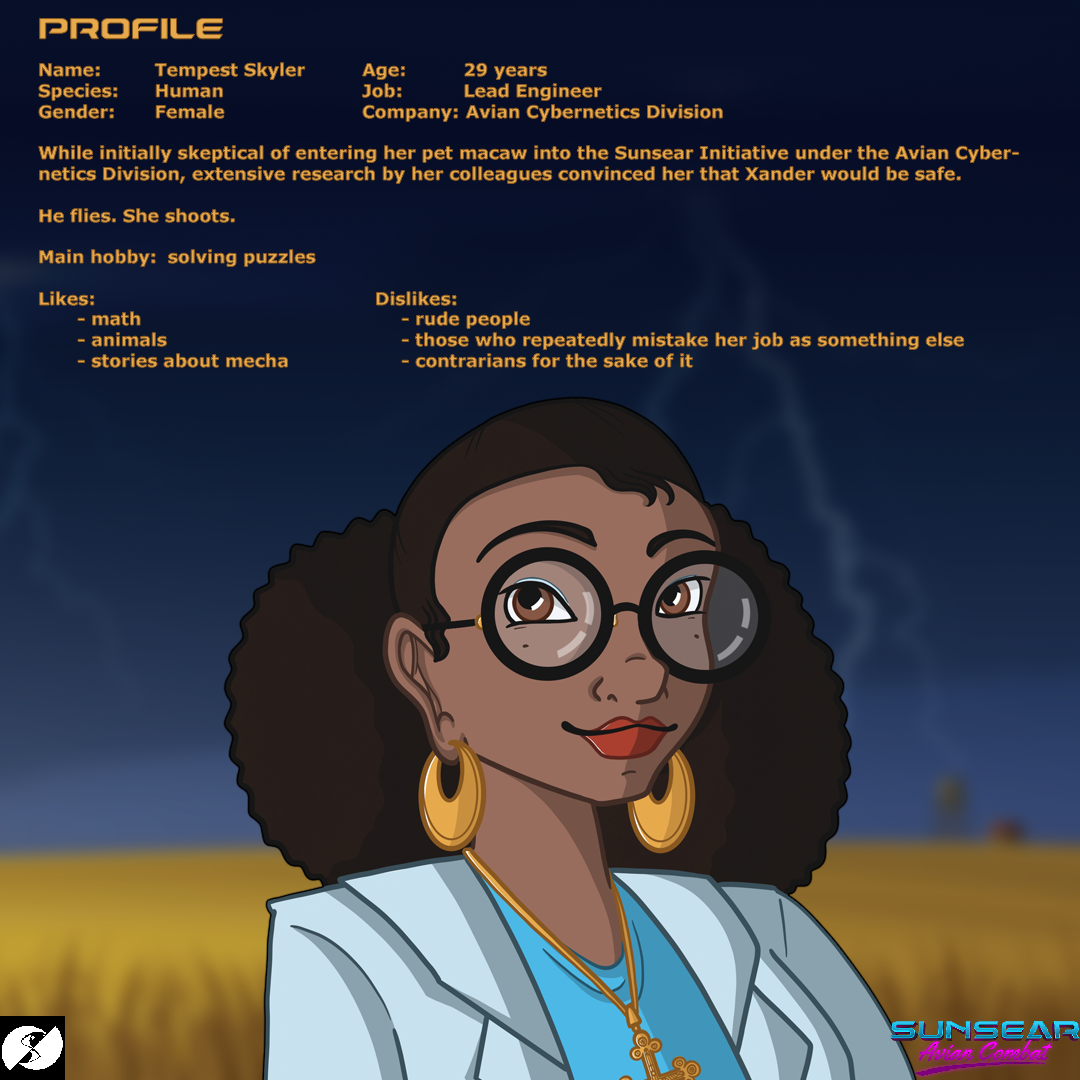 PROFILE
Name: Tempest Skyler Age: 29 years
Species: Human Job: Lead Engineer
Gender: Female Company: Avian Cybernetics Division
While initially skeptical of entering her pet macaw into the Sunsear Initiative under the Avian Cyber-
netics Division, extensive research by her colleagues convinced her that Xander would be safe.
He flies. She shoots.
Main hobby: solving puzzles
Likes: Dislikes:
- math - rude people
- animals - those who repeatedly mistake her job as something else
- stories about mecha - contrarians for the sake of it
SUNSEAR
Avian Combat